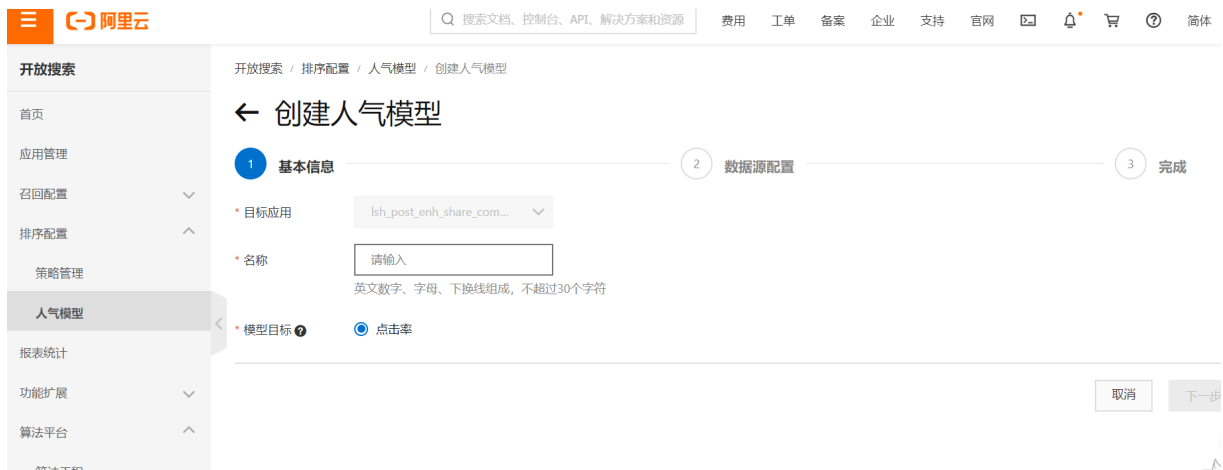 阿里云
搜索文档、控制台、API、解决方案和资源 费用 工单 备案 企业 支持 官网 简体
开放搜索
首页
应用管理
召回配置
排序配置
策略管理
人气模型
报表统计
功能扩展
算法平台
开放搜索 / 排序配置 / 人气模型 / 创建人气模型
← 创建人气模型
1 基本信息 2 数据源配置 3 完成
* 目标应用 lsh_post_enh_share_com...
* 名称 请输入
英文数字、字母、下换线组成，不超过30个字符
* 模型目标 点击率
取消 下一步